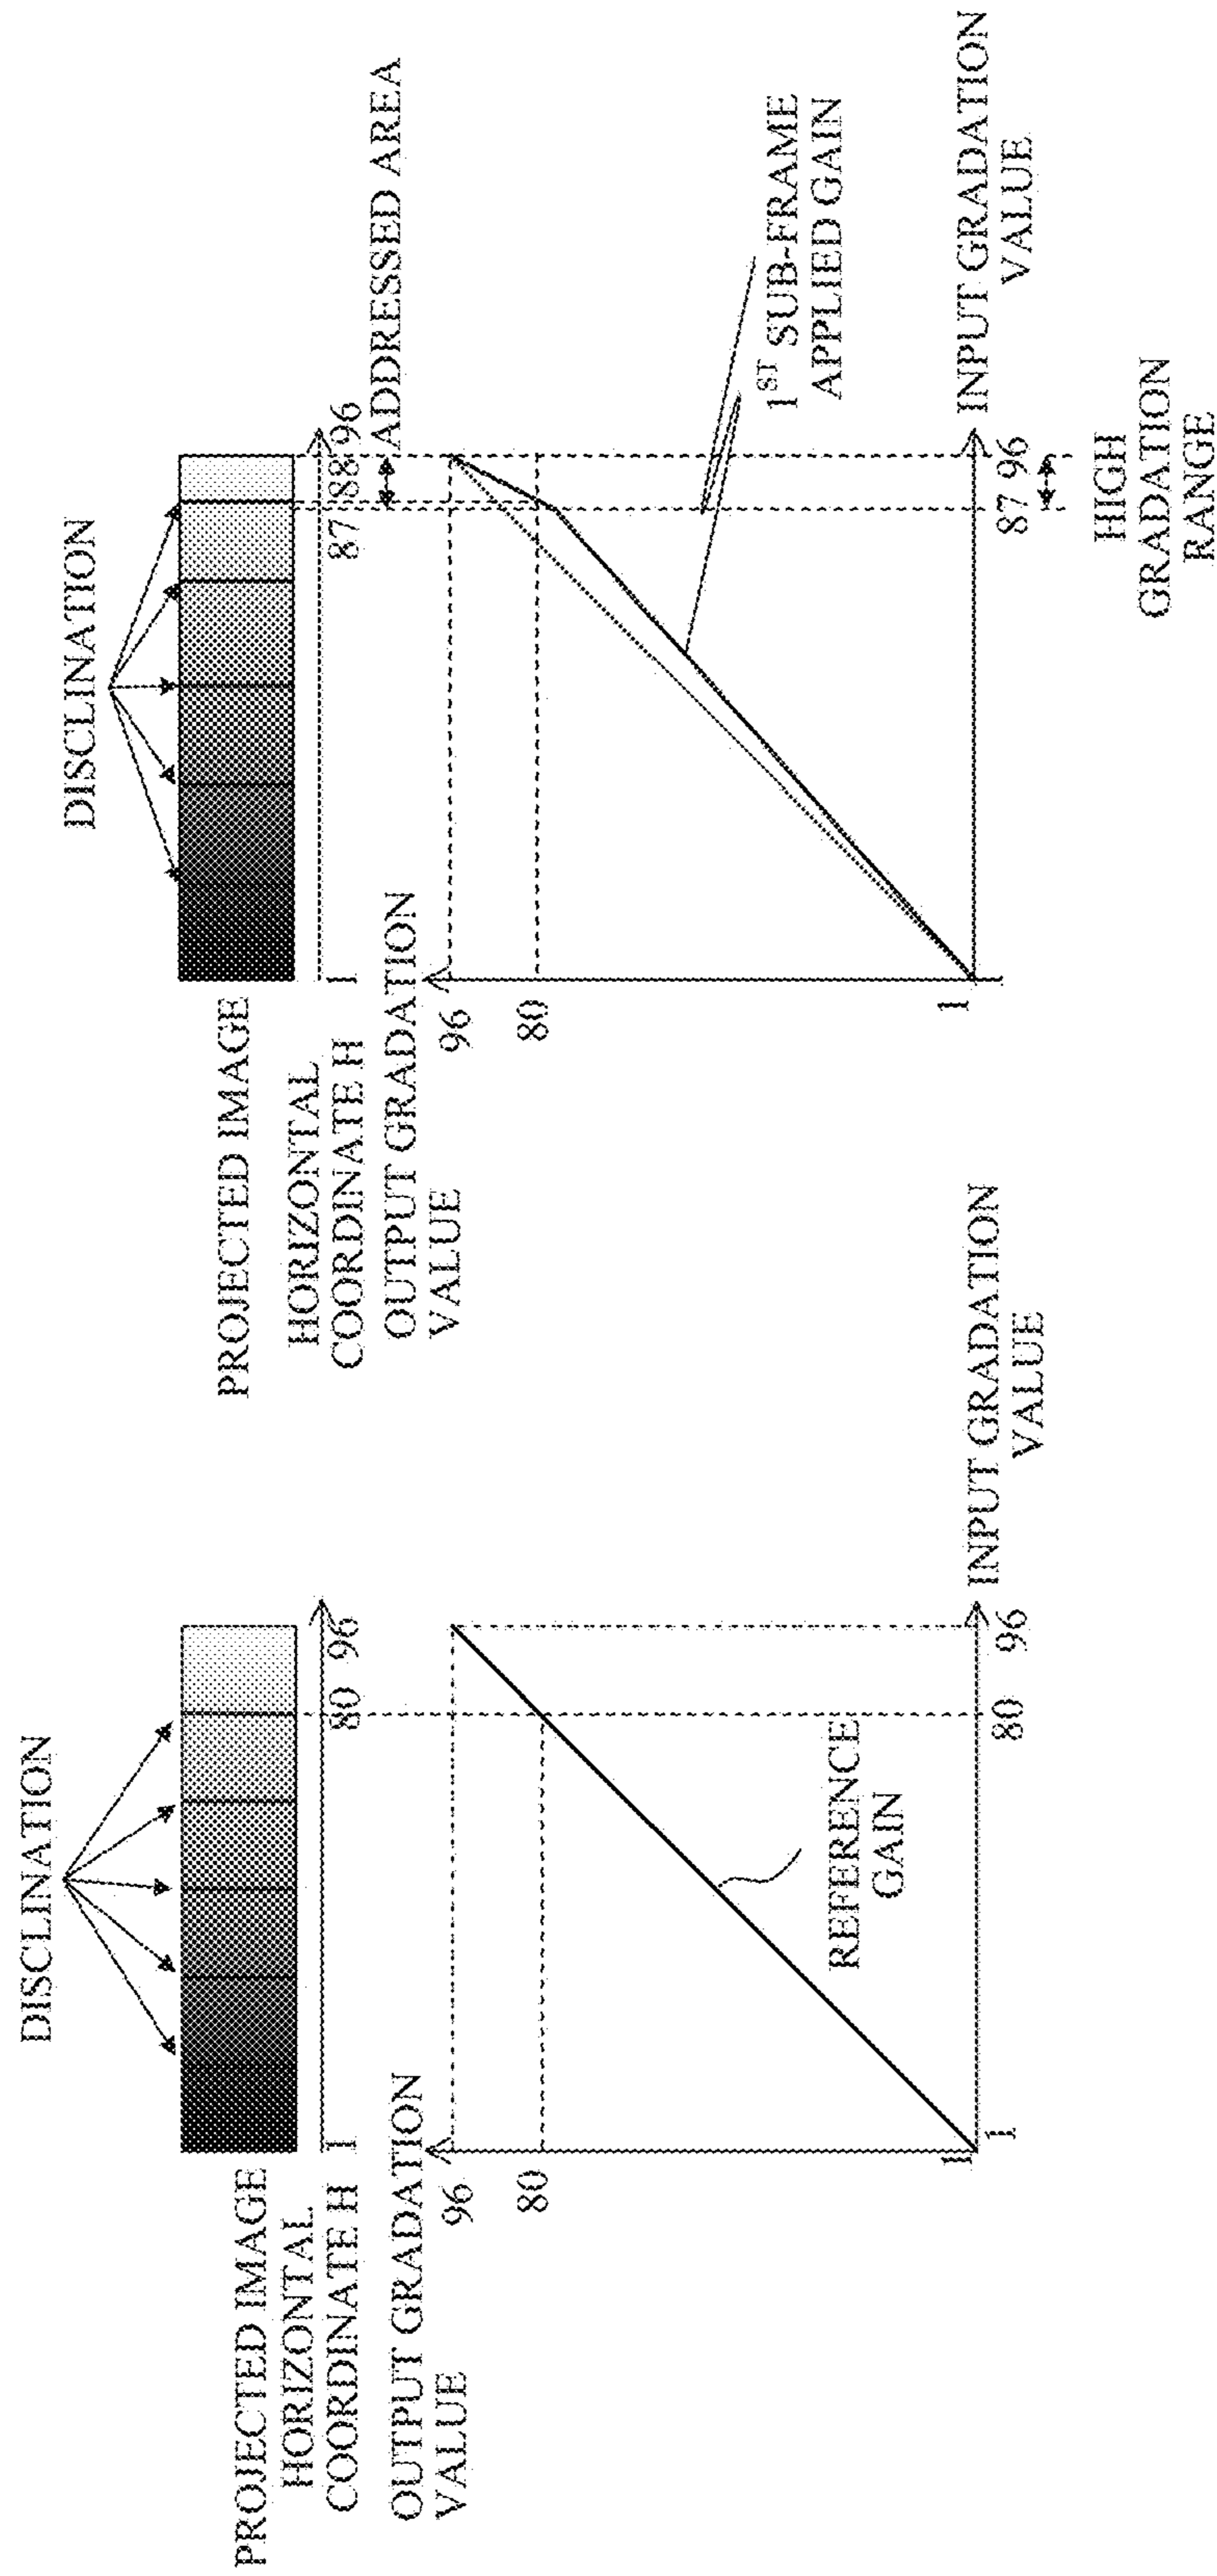 DISCLINATION
PROJECTED IMAGE
HORIZONTAL
COORDINATE H
1
80
96
OUTPUT GRADATION
VALUE
96
80
1
REFERENCE
GAIN
1
80
96
INPUT GRADATION
VALUE
DISCLINATION
PROJECTED IMAGE
HORIZONTAL
COORDINATE H
1
87
88
96
ADDRESSED AREA
OUTPUT GRADATION
VALUE
96
80
1
1ST SUB-FRAME
APPLIED GAIN
1
87
96
INPUT GRADATION
VALUE
HIGH
GRADATION
RANGE